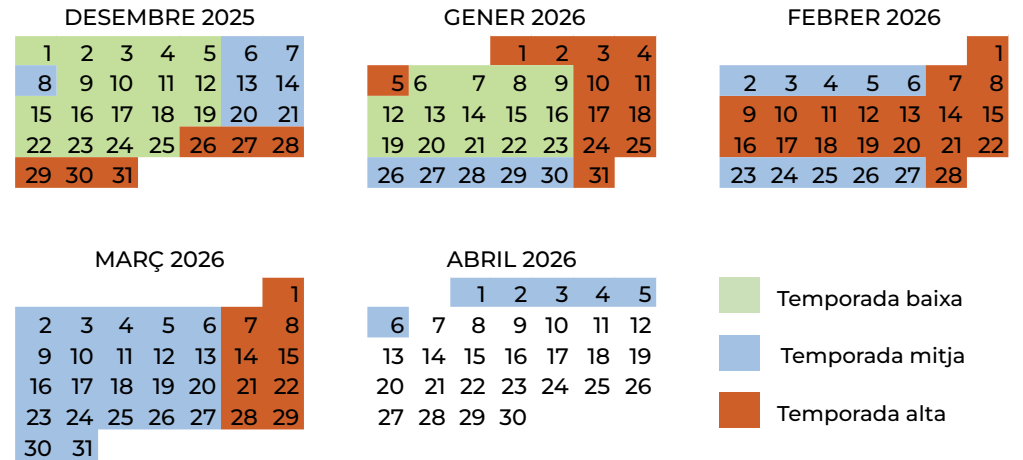 DESEMBRE 2025
1 2 3 4 5 6 7
8 9 10 11 12 13 14
15 16 17 18 19 20 21
22 23 24 25 26 27 28
29 30 31
GENER 2026
1 2 3 4
5 6 7 8 9 10 11
12 13 14 15 16 17 18
19 20 21 22 23 24 25
26 27 28 29 30 31
FEBRER 2026
1
2 3 4 5 6 7 8
9 10 11 12 13 14 15
16 17 18 19 20 21 22
23 24 25 26 27 28
MARÇ 2026
1
2 3 4 5 6 7 8
9 10 11 12 13 14 15
16 17 18 19 20 21 22
23 24 25 26 27 28 29
30 31
ABRIL 2026
1 2 3 4 5
6 7 8 9 10 11 12
13 14 15 16 17 18 19
20 21 22 23 24 25 26
27 28 29 30
Temporada baixa
Temporada mitja
Temporada alta